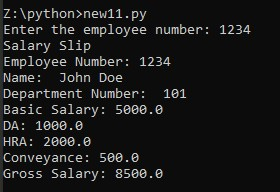 Z:\python>new11.py
Enter the employee number: 1234
Salary Slip
Employee Number: 1234
Name:  John Doe
Department Number:  101
Basic Salary: 5000.0
DA: 1000.0
HRA: 2000.0
Conveyance: 500.0
Gross Salary: 8500.0